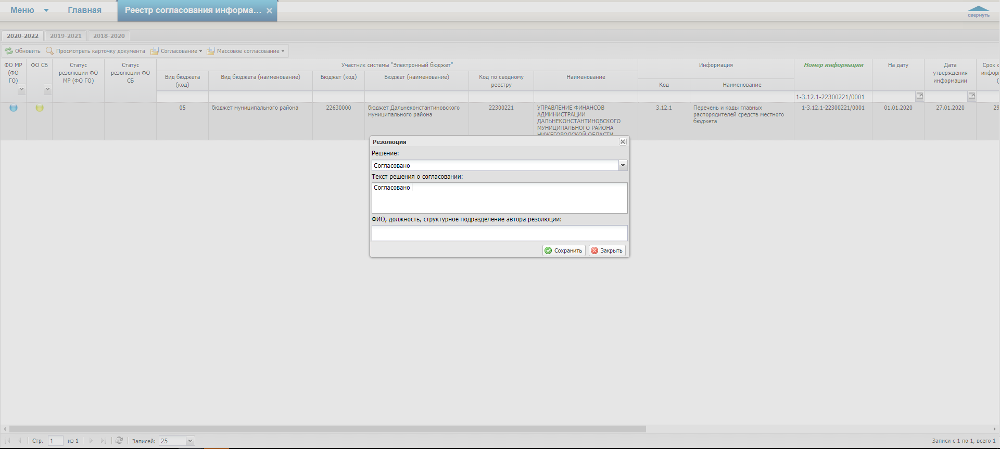 Меню
Главная
Реестр согласования информа...
свернуть
2020-2022
2019-2021
2018-2020
Обновить
Просмотреть карточку документа
Согласование
Массовое согласование
ФО МР
(ФО
ГО)
ФО СБ
Статус
резолюции ФО
МР (ФО ГО)
Статус
резолюции ФО
СБ
Участник системы "Электронный бюджет"
Вид бюджета
(код)
Вид бюджета (наименование)
Бюджет (код)
Бюджет (наименование)
Код по сводному
реестру
Наименование
Информация
Код
Наименование
Номер информации
На дату
Дата
утверждения
информации
Срок
инфор
(
1-3.12.1-22300221/0001
05
бюджет муниципального района
22630000
бюджет Дальнеконстантиновского
муниципального района
22300221
УПРАВЛЕНИЕ ФИНАНСОВ
АДМИНИСТРАЦИИ
ДАЛЬНЕКОНСТАНТИНОВСКОГО
МУНИЦИПАЛЬНОГО РАЙОНА
НИЖЕГОРОДСКОЙ ОБЛАСТИ
3.12.1
Перечень и коды главных
распорядителей средств местного
бюджета
1-3.12.1-22300221/0001
01.01.2020
27.01.2020
29
Резолюция
Решение:
Согласовано
Текст решения о согласовании:
Согласовано
ФИО, должность, структурное подразделение автора резолюции:
Сохранить
Закрыть
Стр. 1 из 1
Записей: 25
Записи с 1 по 1, всего 1